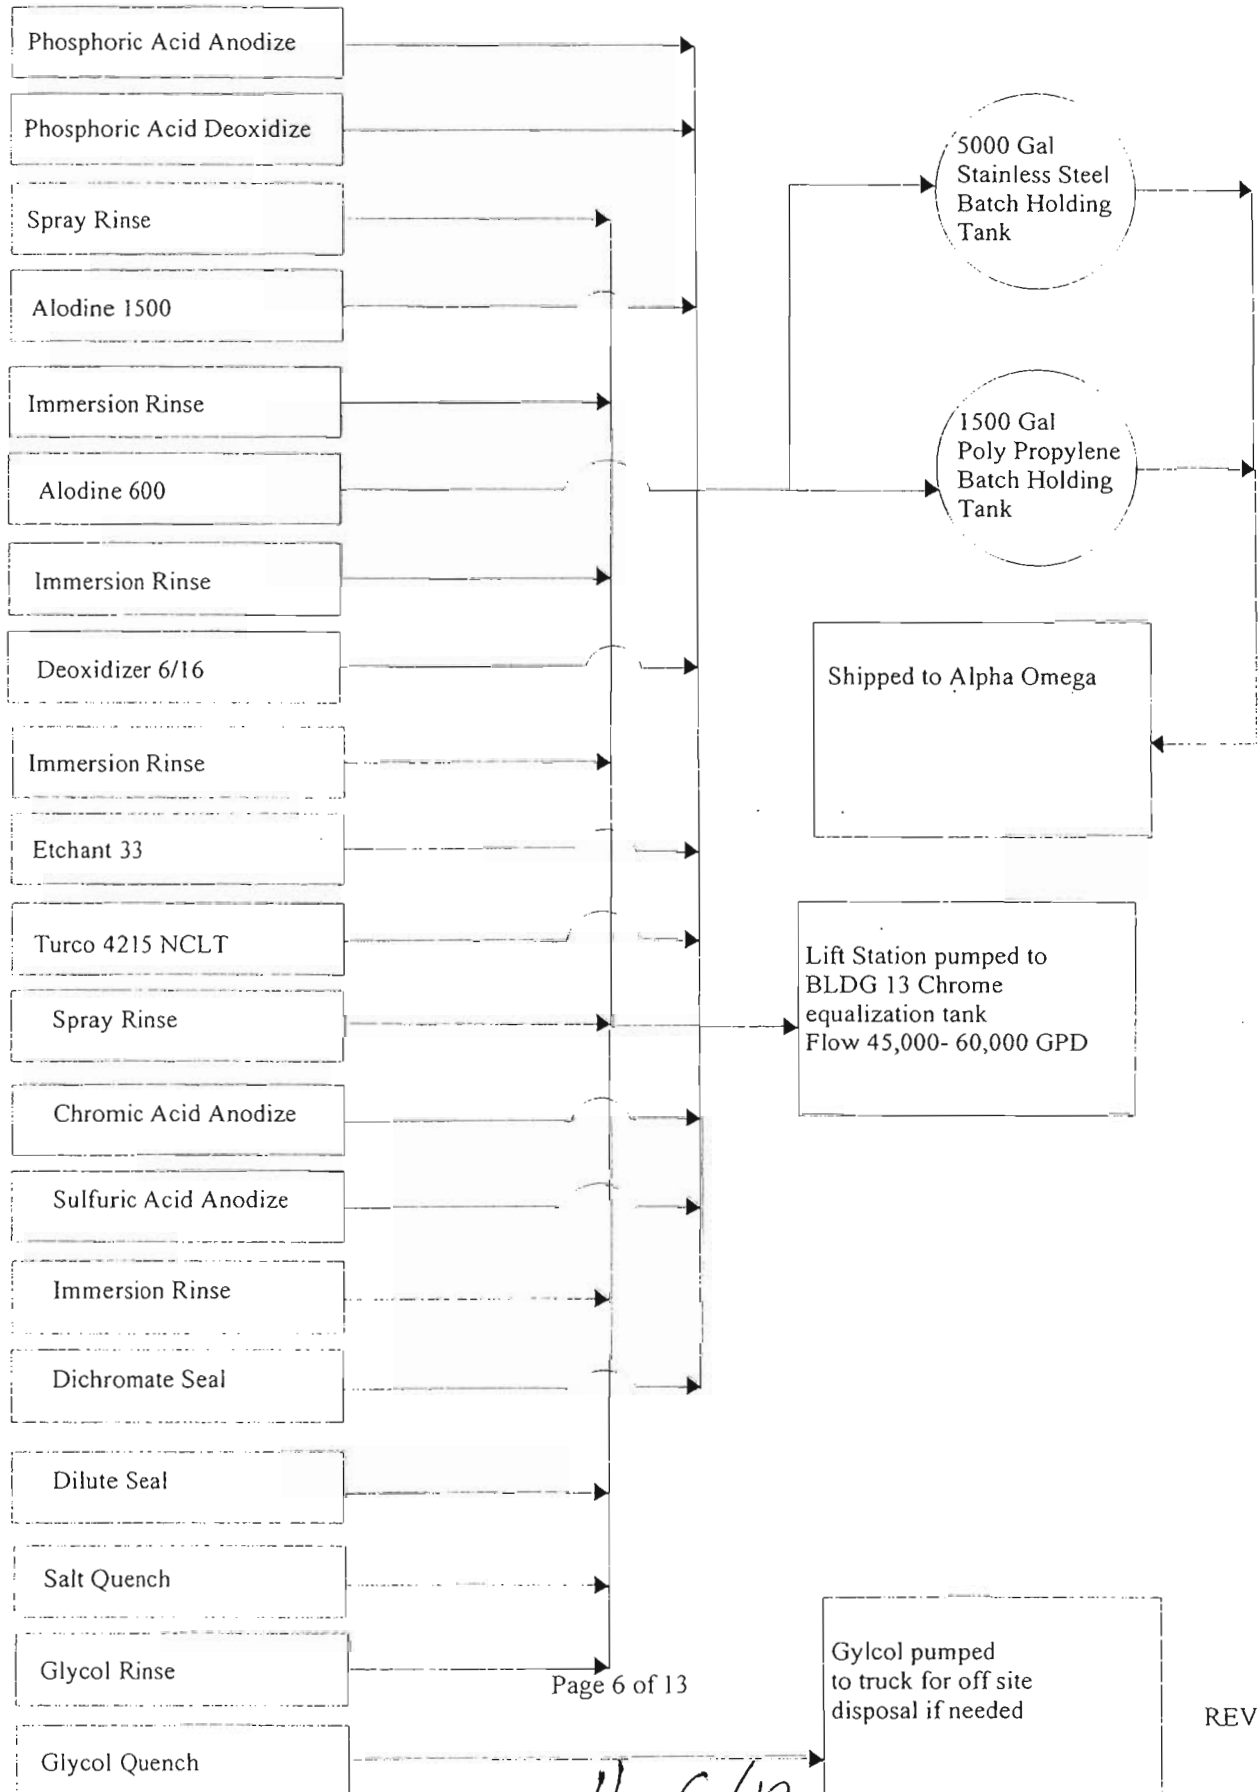 Phosphoric Acid Anodize
Phosphoric Acid Deoxidize
Spray Rinse
Alodine 1500
Immersion Rinse
Alodine 600
Immersion Rinse
Deoxidizer 6/16
Immersion Rinse
Etchant 33
Turco 4215 NCLT
Spray Rinse
Chromic Acid Anodize
Sulfuric Acid Anodize
Immersion Rinse
Dichromate Seal
Dilute Seal
Salt Quench
Glycol Rinse
Glycol Quench
5000 Gal
Stainless Steel
Batch Holding
Tank
1500 Gal
Poly Propylene
Batch Holding
Tank
Shipped to Alpha Omega
Lift Station pumped to
BLDG 13 Chrome
equalization tank
Flow 45,000- 60,000 GPD
Gylcol pumped
to truck for off site
disposal if needed
Page 6 of 13
REV